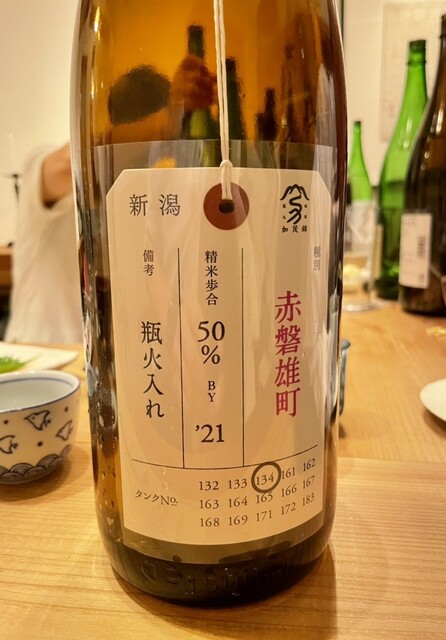 新潟
加茂錦
種別
赤磐雄町
精米歩合
50%
BY
'21
備考
瓶火入れ
タンクNo.
132 133 134 161 162
163 164 165 166 167
168 169 171 172 183